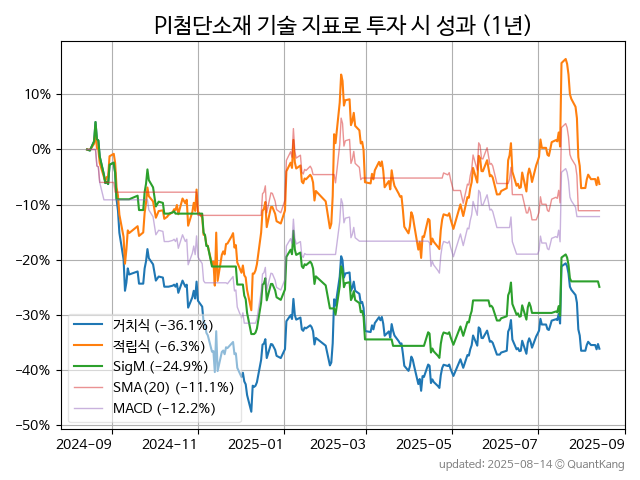 PI첨단소재 기술 지표로 투자 시 성과 (1년)
10%
0%
−10%
−20%
−30%
−40%
−50%
거치식 (−36.1%)
적립식 (−6.3%)
SigM (−24.9%)
SMA(20) (−11.1%)
MACD (−12.2%)
2024-09 2024-11 2025-01 2025-03 2025-05 2025-07 2025-09
updated: 2025-08-14 © QuantKang